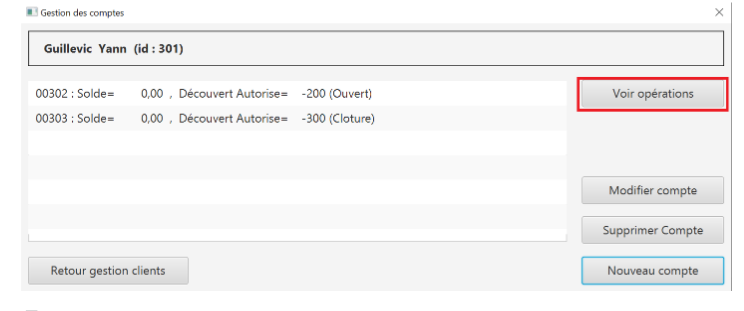 Gestion des comptes
Guillevic Yann (id : 301)
00302 : Solde= 0,00 , Découvert Autorise= -200 (Ouvert)
Voir opérations
00303 : Solde= 0,00 , Découvert Autorise= -300 (Cloture)
Modifier compte
Supprimer Compte
Retour gestion clients
Nouveau compte